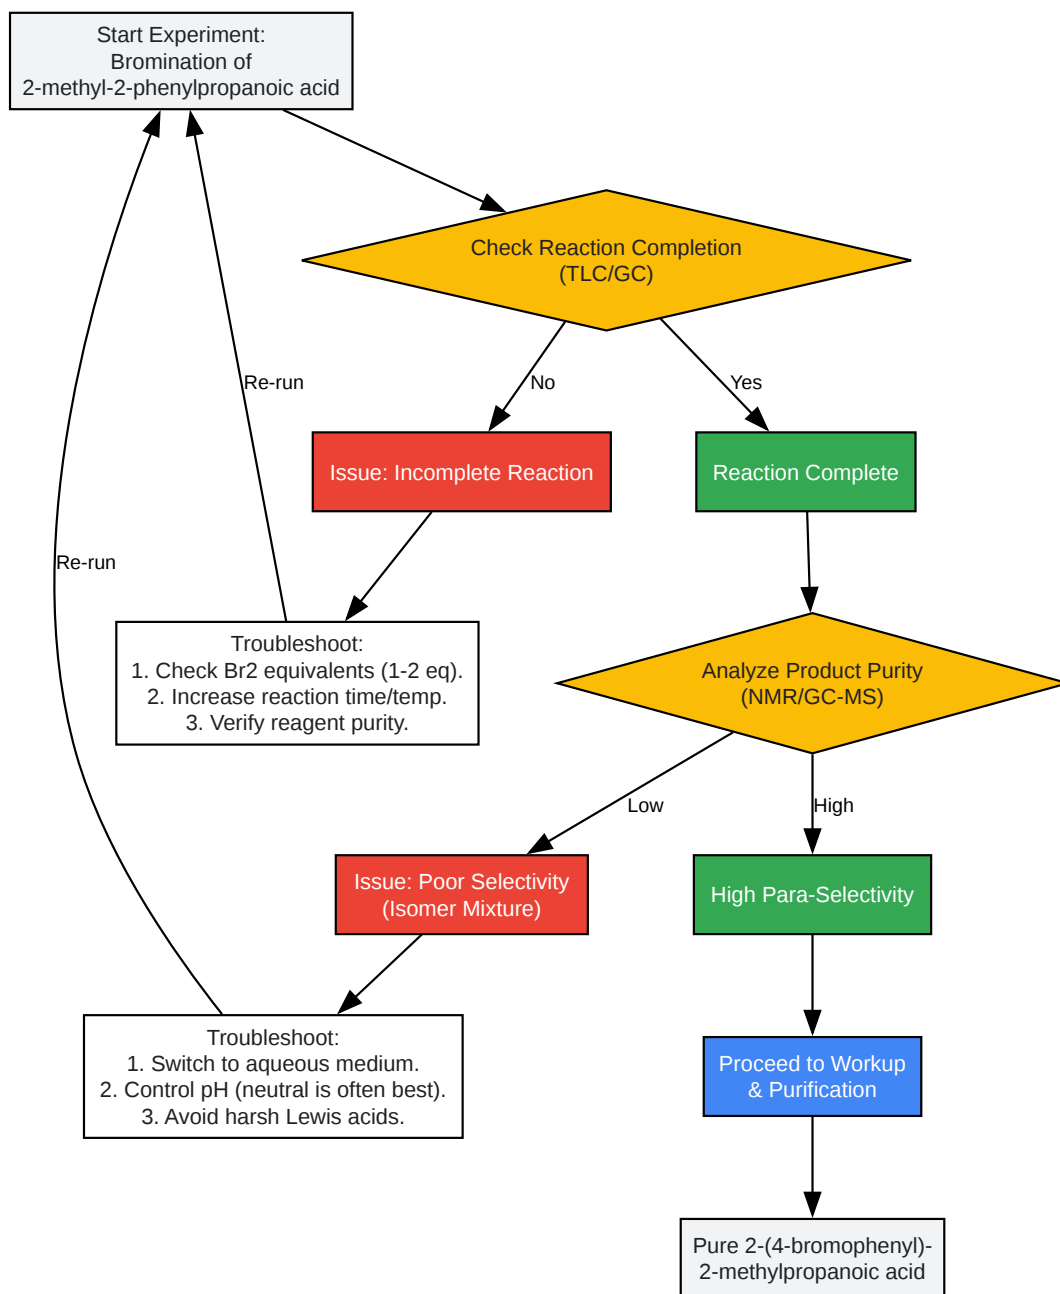 Start Experiment:
Bromination of
2-methyl-2-phenylpropanoic acid
Check Reaction Completion
(TLC/GC)
Re-run
No
Yes
Issue: Incomplete Reaction
Reaction Complete
Re-run
Troubleshoot:
1. Check Br2 equivalents (1-2 eq).
2. Increase reaction time/temp.
3. Verify reagent purity.
Analyze Product Purity
(NMR/GC-MS)
Low
High
Issue: Poor Selectivity
(Isomer Mixture)
High Para-Selectivity
Troubleshoot:
1. Switch to aqueous medium.
2. Control pH (neutral is often best).
3. Avoid harsh Lewis acids.
Proceed to Workup
& Purification
Pure 2-(4-bromophenyl)-
2-methylpropanoic acid